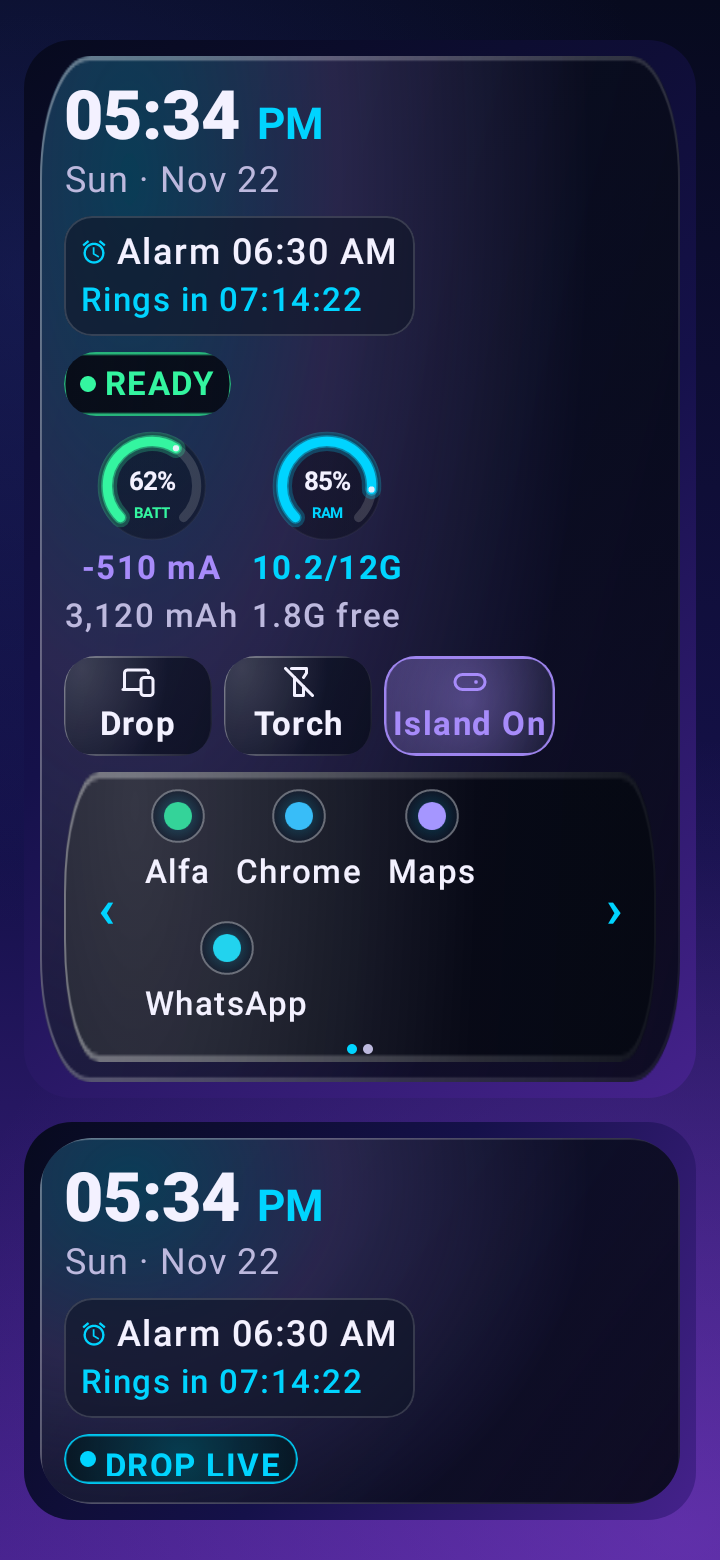 05:34 PM
Sun · Nov 22
Alarm 06:30 AM
Rings in 07:14:22
READY
62% 85%
BATT RAM
-510 mA 10.2/12G
3,120 mAh 1.8G free
Drop Torch Island On
‹ ›
Alfa Chrome Maps
WhatsApp
05:34 PM
Sun · Nov 22
Alarm 06:30 AM
Rings in 07:14:22
DROP LIVE